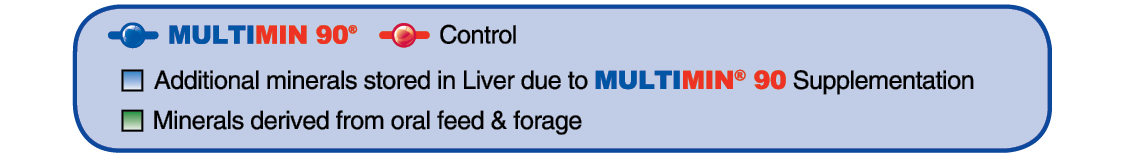 MULTIMIN 90® Control
Additional minerals stored in Liver due to MULTIMIN® 90 Supplementation
Minerals derived from oral feed & forage